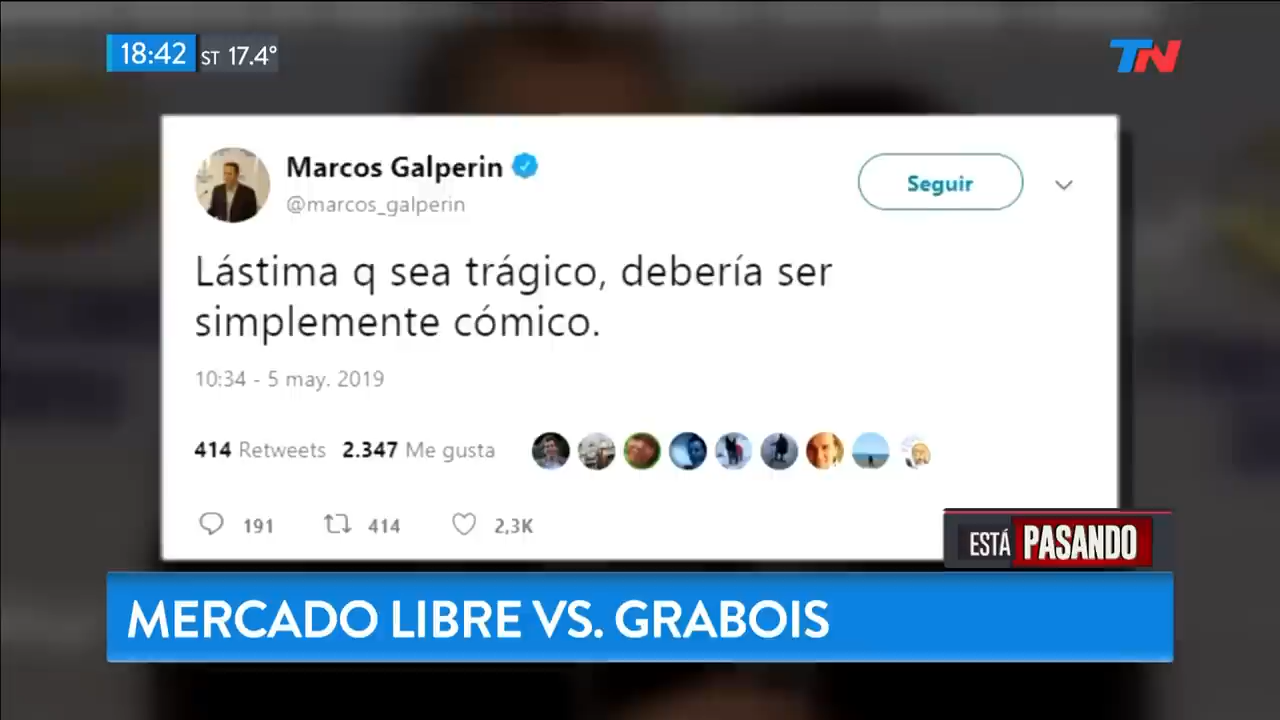 18:42 ST 17.4°
TN
Marcos Galperin
@marcos_galperin
Seguir
Lástima q sea trágico, debería ser
simplemente cómico.
10:34 - 5 may. 2019
414 Retweets 2.347 Me gusta
191 414 2,3K
ESTÁ PASANDO
MERCADO LIBRE VS. GRABOIS